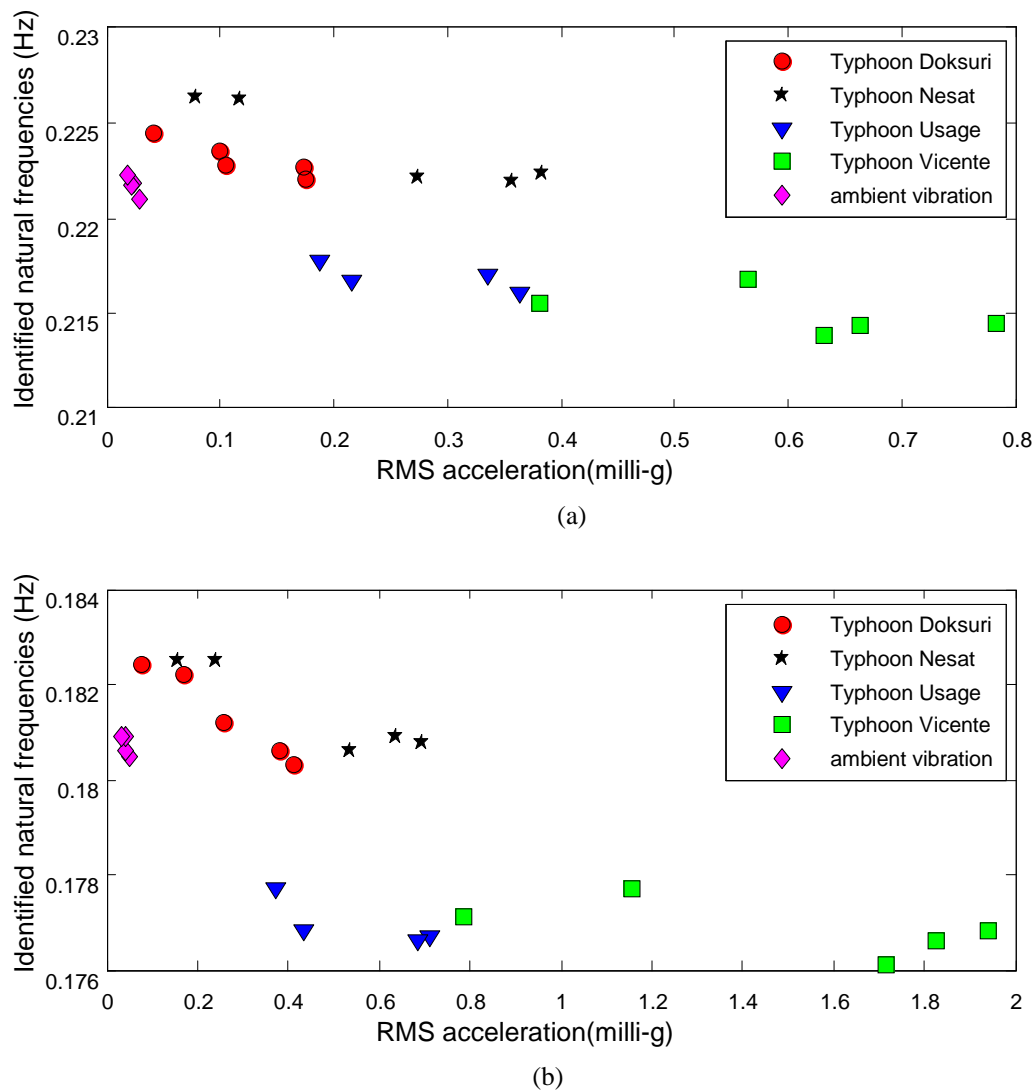 0.23
0.225
0.22
0.215
0.21
Identified natural frequencies (Hz)
Typhoon Doksuri
Typhoon Nesat
Typhoon Usage
Typhoon Vicente
ambient vibration
0 0.1 0.2 0.3 0.4 0.5 0.6 0.7 0.8
RMS acceleration(milli-g)
(a)
0.184
0.182
0.18
0.178
0.176
Identified natural frequencies (Hz)
Typhoon Doksuri
Typhoon Nesat
Typhoon Usage
Typhoon Vicente
ambient vibration
0 0.2 0.4 0.6 0.8 1 1.2 1.4 1.6 1.8 2
RMS acceleration(milli-g)
(b)